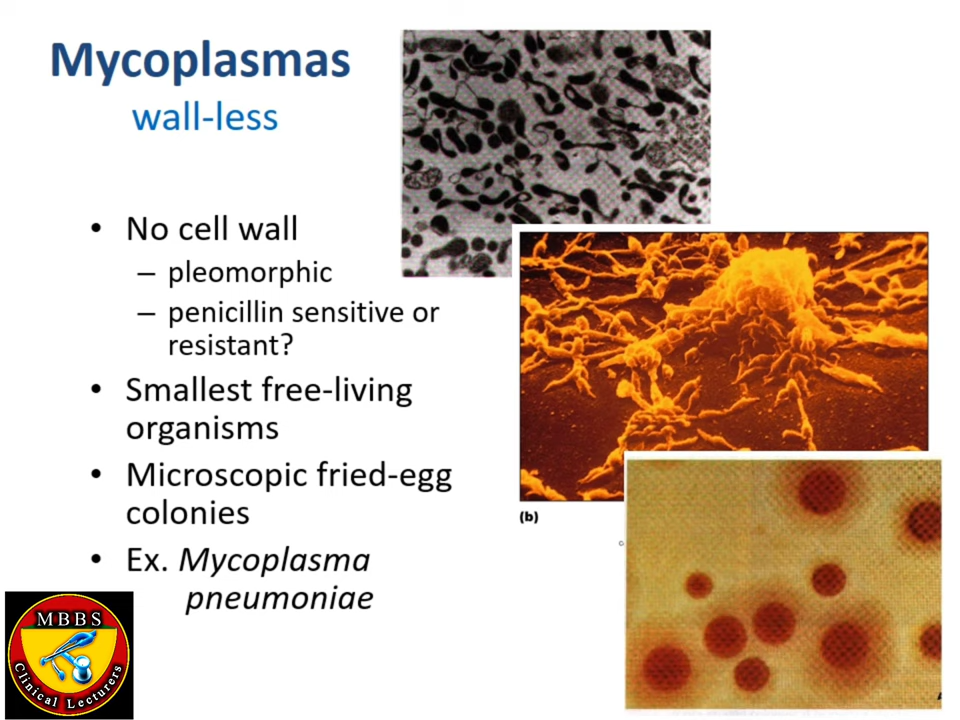 Mycoplasmas
wall-less
• No cell wall
– pleomorphic
– penicillin sensitive or
resistant?
• Smallest free-living
organisms
• Microscopic fried-egg
colonies
• Ex. Mycoplasma
pneumoniae
(b)
MBBS
Clinical Lecturers